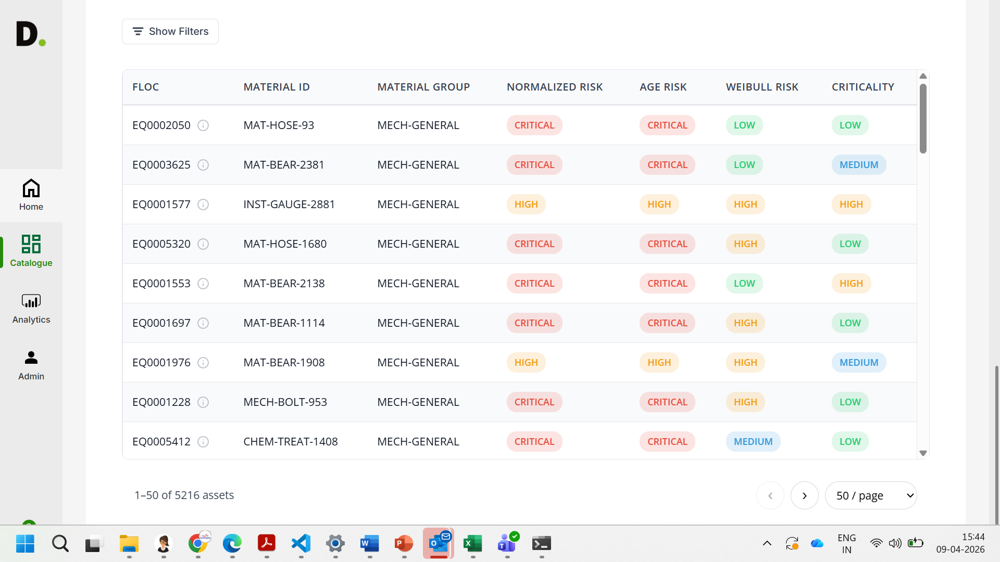 D.
Show Filters
FLOC MATERIAL ID MATERIAL GROUP NORMALIZED RISK AGE RISK WEIBULL RISK CRITICALITY
EQ0002050 MAT-HOSE-93 MECH-GENERAL CRITICAL CRITICAL LOW LOW
EQ0003625 MAT-BEAR-2381 MECH-GENERAL CRITICAL CRITICAL LOW MEDIUM
EQ0001577 INST-GAUGE-2881 MECH-GENERAL HIGH HIGH HIGH HIGH
EQ0005320 MAT-HOSE-1680 MECH-GENERAL CRITICAL CRITICAL HIGH LOW
EQ0001553 MAT-BEAR-2138 MECH-GENERAL CRITICAL CRITICAL LOW HIGH
EQ0001697 MAT-BEAR-1114 MECH-GENERAL CRITICAL CRITICAL HIGH LOW
EQ0001976 MAT-BEAR-1908 MECH-GENERAL HIGH HIGH HIGH MEDIUM
EQ0001228 MECH-BOLT-953 MECH-GENERAL CRITICAL CRITICAL HIGH LOW
EQ0005412 CHEM-TREAT-1408 MECH-GENERAL CRITICAL CRITICAL MEDIUM LOW
1–50 of 5216 assets
‹ › 50 / page
Home
Catalogue
Analytics
Admin
W P O X T
ENG
IN
15:44
09-04-2026